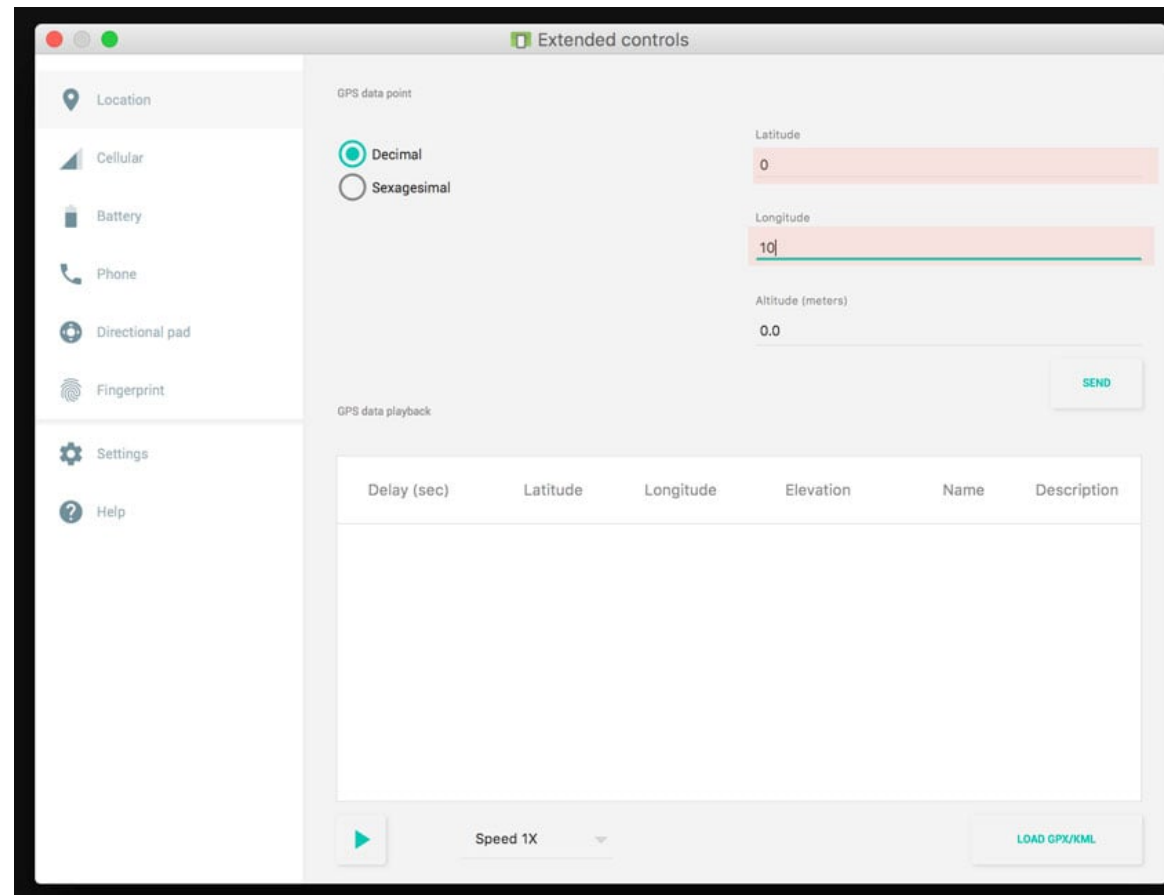 Extended controls
Location
Cellular
Battery
Phone
Directional pad
Fingerprint
Settings
Help
GPS data point
Decimal
Sexagesimal
Latitude
0
Longitude
10
Altitude (meters)
0.0
SEND
GPS data playback
Delay (sec) Latitude Longitude Elevation Name Description
Speed 1X
LOAD GPX/KML